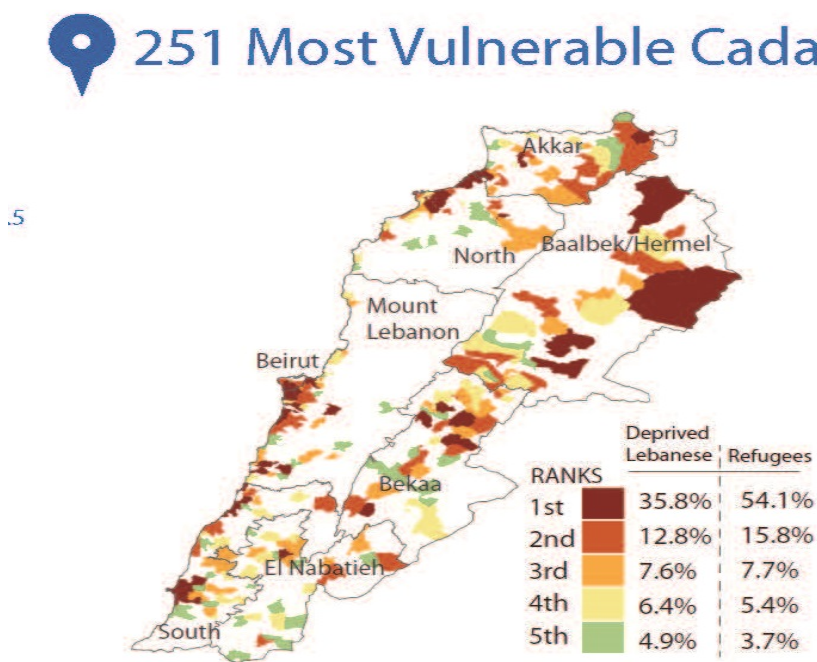 251 Most Vulnerable Cada
.5
Akkar
North
Baalbek/Hermel
Mount
Lebanon
Beirut
Bekaa
El Nabatieh
South
Deprived
Lebanese
Refugees
RANKS
1st 35.8% 54.1%
2nd 12.8% 15.8%
3rd 7.6% 7.7%
4th 6.4% 5.4%
5th 4.9% 3.7%